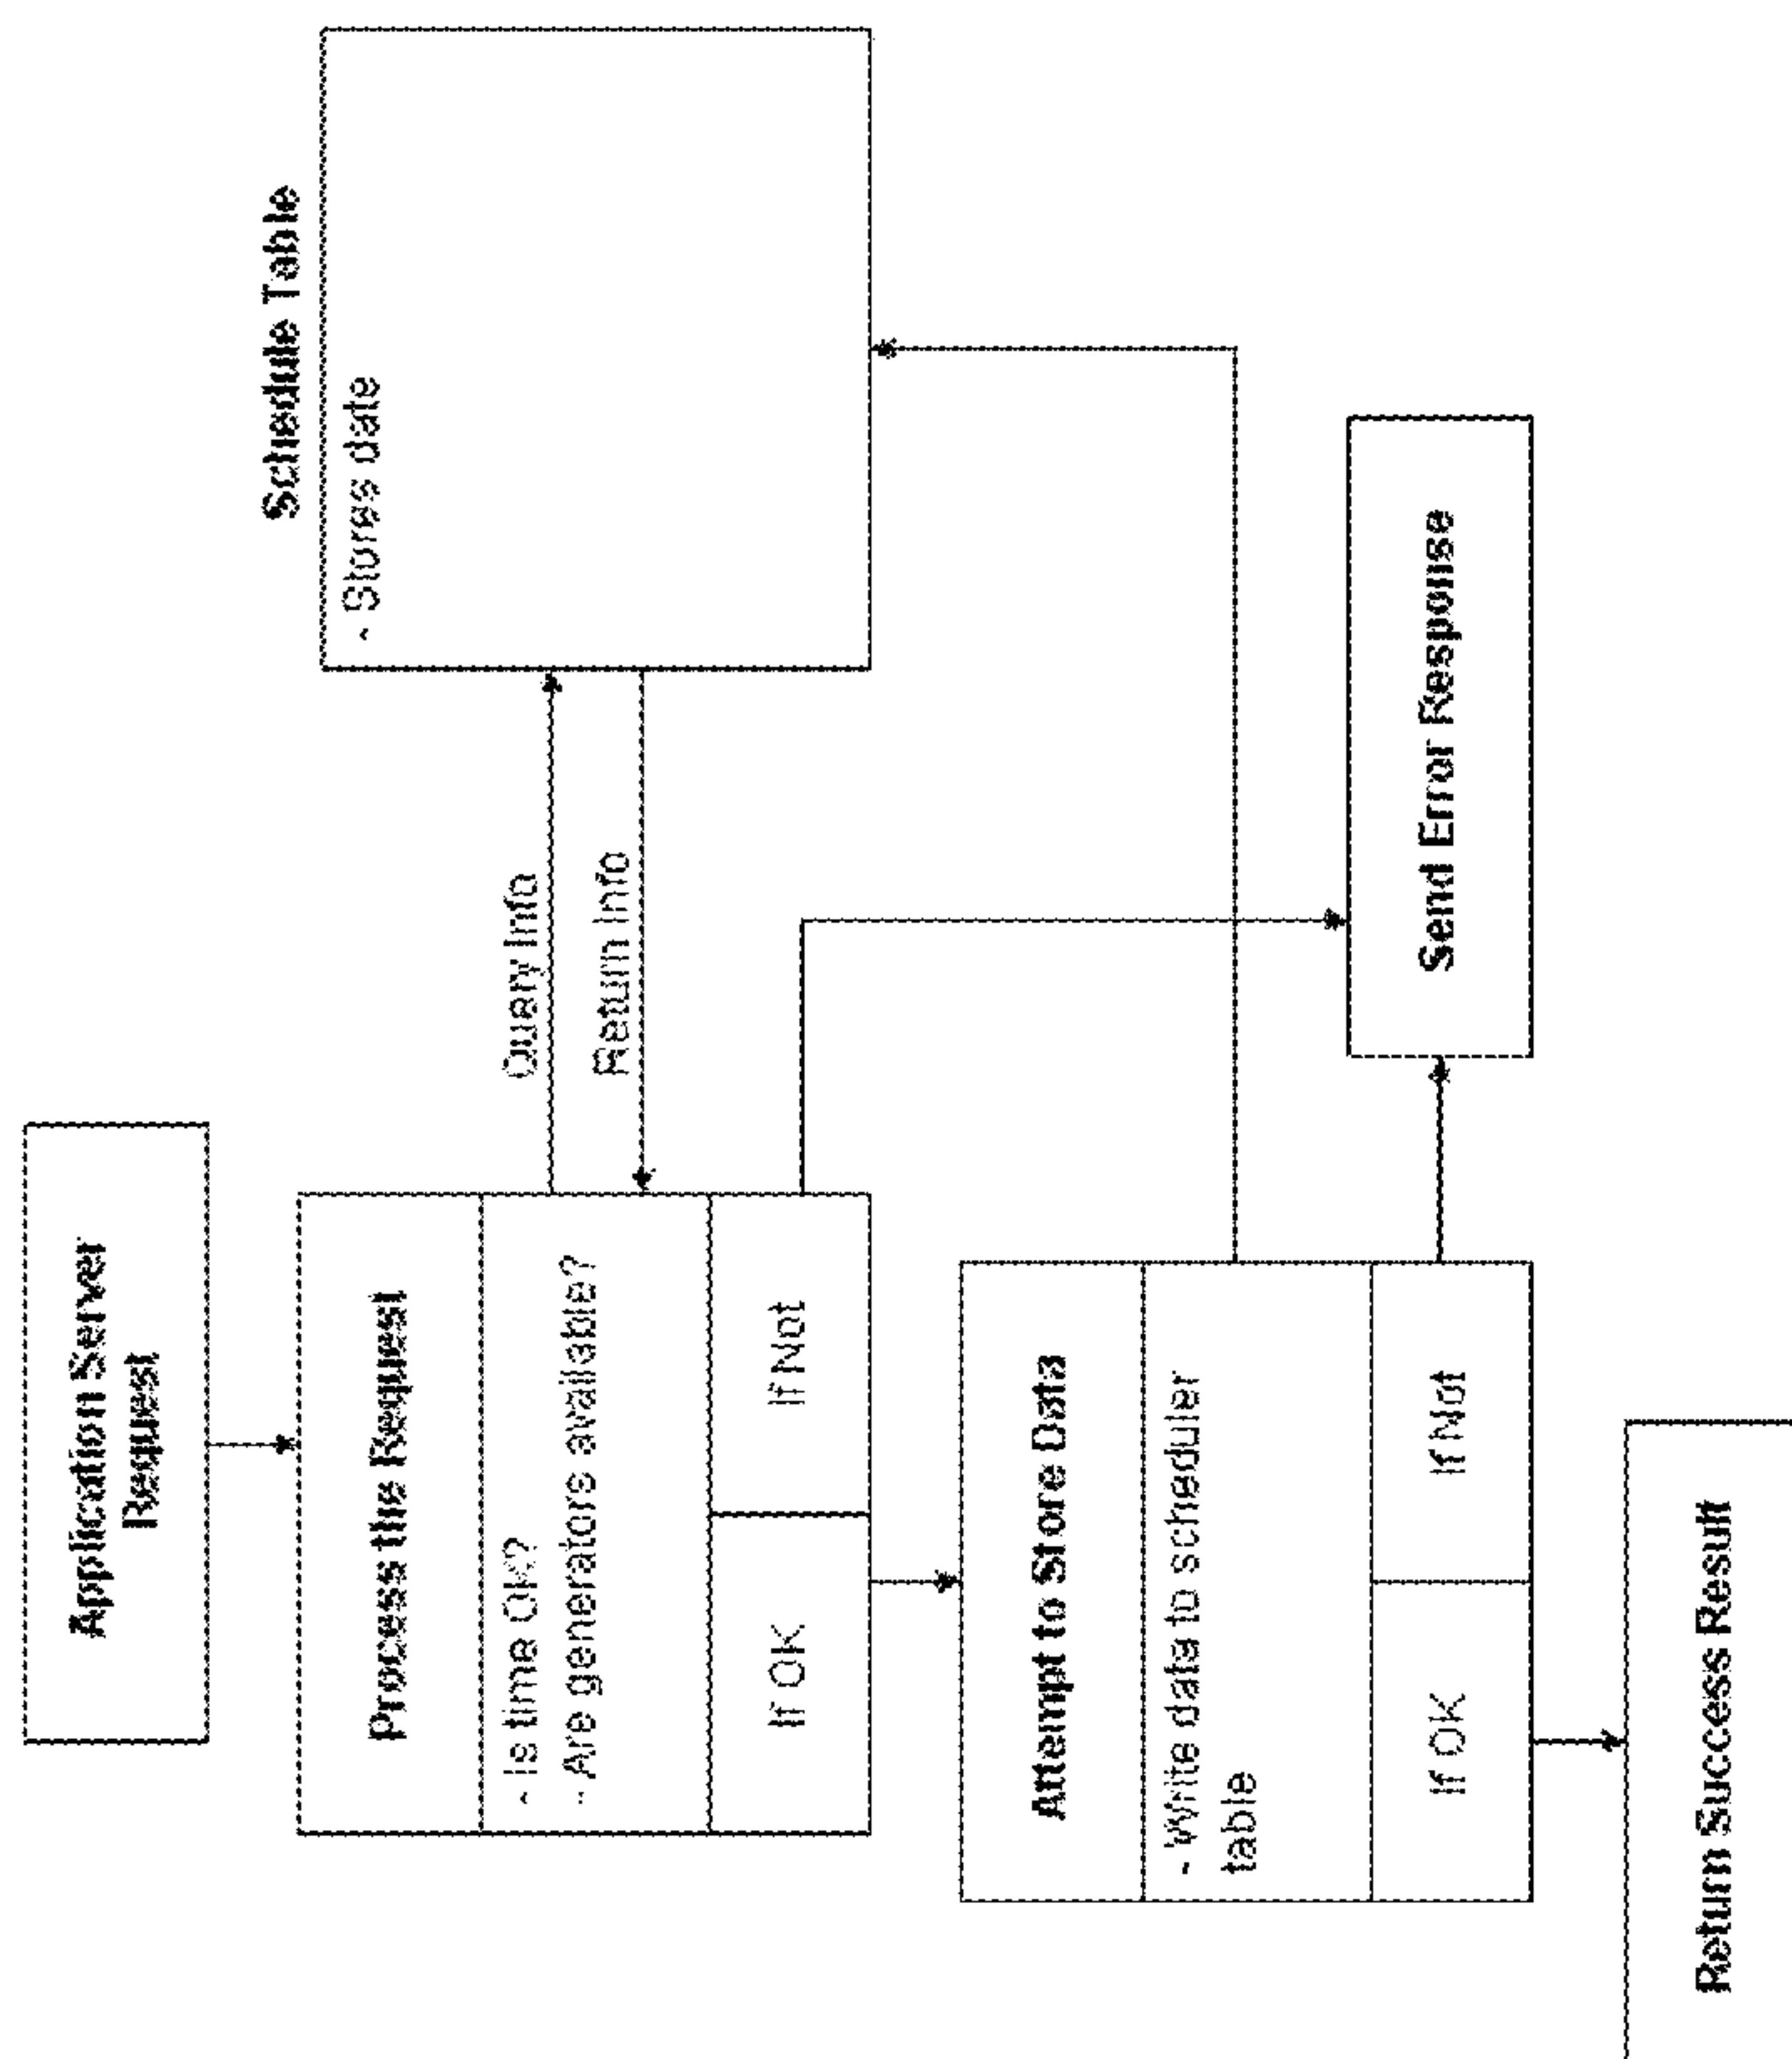 Application Server
Request
Schedule Table
- Stores date
Process the Request
- Is time OK?
- Are generators available?
Query Info
Return Info
If OK
If Not
Attempt to Store Data
- Write data to scheduler
table
If OK
If Not
Send Error Response
Return Success Result